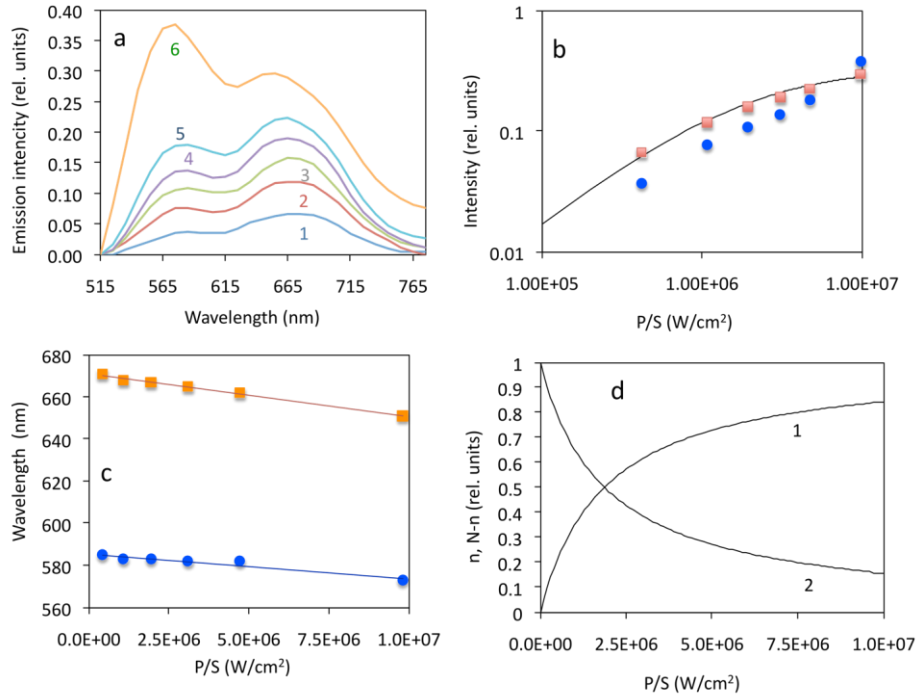 a
0.40
0.35
0.30
0.25
0.20
0.15
0.10
0.05
0.00
Emission intencity (rel. units)
6
5
4
3
2
1
515 565 615 665 715 765
Wavelength (nm)
b
1
0.1
0.01
Intensity (rel. units)
1.00E+05 1.00E+06 1.00E+07
P/S (W/cm²)
c
680
660
640
620
600
580
560
Wavelength (nm)
0.0E+00 2.5E+06 5.0E+06 7.5E+06 1.0E+07
P/S (W/cm²)
d
1
0.9
0.8
0.7
0.6
0.5
0.4
0.3
0.2
0.1
0
n, N-n (rel. units)
1
2
0.0E+00 2.5E+06 5.0E+06 7.5E+06 1.0E+07
P/S (W/cm²)